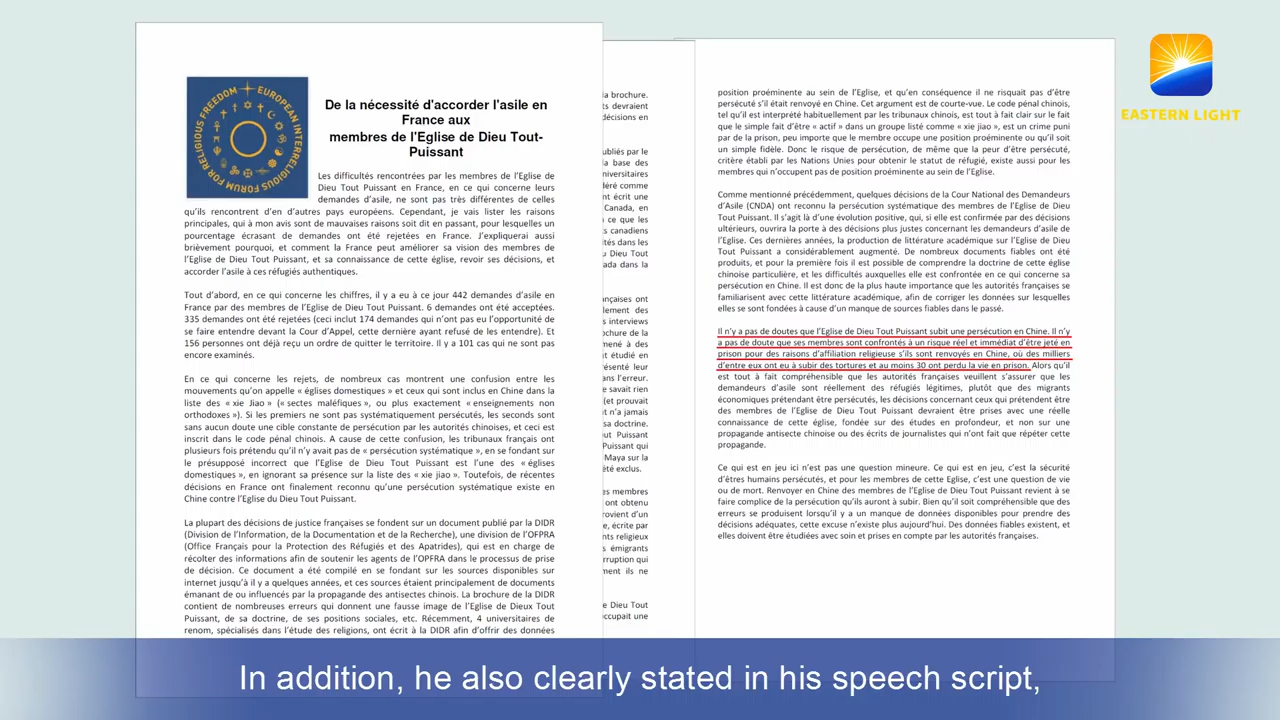 EUROPEAN INTERRELIGIOUS FORUM FOR RELIGIOUS FREEDOM
De la nécessité d'accorder l'asile en
France aux
membres de l'Eglise de Dieu Tout-
Puissant
Les difficultés rencontrées par les membres de l'Eglise de
Dieu Tout Puissant en France, en ce qui concerne leurs
demandes d'asile, ne sont pas très différentes de celles
qu'ils rencontrent d'en d'autres pays européens. Cependant, je vais lister les raisons
principales, qui à mon avis sont de mauvaises raisons soit dit en passant, pour lesquelles un
pourcentage écrasant de demandes ont été rejetées en France. J'expliquerai aussi
brièvement pourquoi, et comment la France peut améliorer sa vision des membres de
l'Eglise de Dieu Tout Puissant, et sa connaissance de cette église, revoir ses décisions, et
accorder l'asile à ces réfugiés authentiques.
Tout d'abord, en ce qui concerne les chiffres, il y a eu à ce jour 442 demandes d'asile en
France par des membres de l'Eglise de Dieu Tout Puissant. 6 demandes ont été acceptées.
335 demandes ont été rejetées (ceci inclut 174 demandes qui n'ont pas eu l'opportunité de
se faire entendre devant la Cour d'Appel, cette dernière ayant refusé de les entendre). Et
156 personnes ont déjà reçu un ordre de quitter le territoire. Il y a 101 cas qui ne sont pas
encore examinés.
En ce qui concerne les rejets, de nombreux cas montrent une confusion entre les
mouvements qu'on appelle « églises domestiques » et ceux qui sont inclus en Chine dans la
liste des « xie Jiao » (« sectes maléfiques », ou plus exactement « enseignements non
orthodoxes »). Si les premiers ne sont pas systématiquement persécutés, les seconds sont
sans aucun doute une cible constante de persécution par les autorités chinoises, et ceci est
inscrit dans le code pénal chinois. A cause de cette confusion, les tribunaux français ont
plusieurs fois prétendu qu'il n'y avait pas de « persécution systématique », en se fondant sur
le présupposé incorrect que l'Eglise de Dieu Tout Puissant est l'une des « églises
domestiques », en ignorant sa présence sur la liste des « xie jiao ». Toutefois, de récentes
décisions en France ont finalement reconnu qu'une persécution systématique existe en
Chine contre l'Eglise du Dieu Tout Puissant.
La plupart des décisions de justice françaises se fondent sur un document publié par la DIDR
(Division de l'Information, de la Documentation et de la Recherche), une division de l'OFPRA
(Office Français pour la Protection des Réfugiés et des Apatrides), qui est en charge de
récolter des informations afin de soutenir les agents de l'OPFRA dans le processus de prise
de décision. Ce document a été compilé en se fondant sur les sources disponibles sur
internet jusqu'à il y a quelques années, et ces sources étaient principalement de documents
émanant de ou influencés par la propagande des antisectes chinois. La brochure de la DIDR
contient de nombreuses erreurs qui donnent une fausse image de l'Eglise de Dieux Tout
Puissant, de sa doctrine, de ses positions sociales, etc. Récemment, 4 universitaires de
renom, spécialisés dans l'étude des religions, ont écrit à la DIDR afin d'offrir des données
la brochure.
ts devraient
décisions en
ubliés par le
la base des
niversitaires
déré comme
nt écrit une
Canada, en
ce que les
ts canadiens
ités dans les
u Dieu Tout
ada dans la
nçaises ont
lement des
s interviews
ochure de la
mené à des
t étudié en
présenté leur
dans l'erreur.
e savait rien
(et prouvait
t n'a jamais
sa doctrine.
ut Puissant
Puissant qui
Maya sur la
été exclus.
es membres
ont obtenu
rovient d'un
e, écrite par
nts religieux
s émigrants
rruption qui
ment ils ne
e Dieu Tout
occupait une
position proéminente au sein de l'Eglise, et qu'en conséquence il ne risquait pas d'être
persécuté s'il était renvoyé en Chine. Cet argument est de courte-vue. Le code pénal chinois,
tel qu'il est interprété habituellement par les tribunaux chinois, est tout à fait clair sur le fait
que le simple fait d'être « actif » dans un groupe listé comme « xie jiao », est un crime puni
par de la prison, peu importe que le membre occupe une position proéminente ou qu'il soit
un simple fidèle. Donc le risque de persécution, de même que la peur d'être persécuté,
critère établi par les Nations Unies pour obtenir le statut de réfugié, existe aussi pour les
membres qui n'occupent pas de position proéminente au sein de l'Eglise.
Comme mentionné précédemment, quelques décisions de la Cour National des Demandeurs
d'Asile (CNDA) ont reconnu la persécution systématique des membres de l'Eglise de Dieu
Tout Puissant. Il s'agit là d'une évolution positive, qui, si elle est confirmée par des décisions
ultérieurs, ouvrira la porte à des décisions plus justes concernant les demandeurs d'asile de
l'Eglise. Ces dernières années, la production de littérature académique sur l'Eglise de Dieu
Tout Puissant a considérablement augmenté. De nombreux documents fiables ont été
produits, et pour la première fois il est possible de comprendre la doctrine de cette église
chinoise particulière, et les difficultés auxquelles elle est confrontée en ce qui concerne sa
persécution en Chine. Il est donc de la plus haute importance que les autorités françaises se
familiarisent avec cette littérature académique, afin de corriger les données sur lesquelles
elles se sont fondées à cause d'un manque de sources fiables dans le passé.
Il n'y a pas de doutes que l'Eglise de Dieu Tout Puissant subit une persécution en Chine. Il n'y
a pas de doute que ses membres sont confrontés à un risque réel et immédiat d'être jeté en
prison pour des raisons d'affiliation religieuse s'ils sont renvoyés en Chine, où des milliers
d'entre eux ont eu à subir des tortures et au moins 30 ont perdu la vie en prison. Alors qu'il
est tout à fait compréhensible que les autorités françaises veuillent s'assurer que les
demandeurs d'asile sont réellement des réfugiés légitimes, plutôt que des migrants
économiques prétendant être persécutés, les décisions concernant ceux qui prétendent être
des membres de l'Eglise de Dieu Tout Puissant devraient être prises avec une réelle
connaissance de cette église, fondée sur des études en profondeur, et non sur une
propagande antisecte chinoise ou des écrits de journalistes qui n'ont fait que répéter cette
propagande.
Ce qui est en jeu ici n'est pas une question mineure. Ce qui est en jeu, c'est la sécurité
d'êtres humains persécutés, et pour les membres de cette Eglise, c'est une question de vie
ou de mort. Renvoyer en Chine des membres de l'Eglise de Dieu Tout Puissant revient à se
faire complice de la persécution qu'ils auront à subir. Bien qu'il soit compréhensible que des
erreurs se produisent lorsqu'il y a un manque de données disponibles pour prendre des
décisions adéquates, cette excuse n'existe plus aujourd'hui. Des données fiables existent, et
elles doivent être étudiées avec soin et prises en compte par les autorités françaises.
EASTERN LIGHT
In addition, he also clearly stated in his speech script,